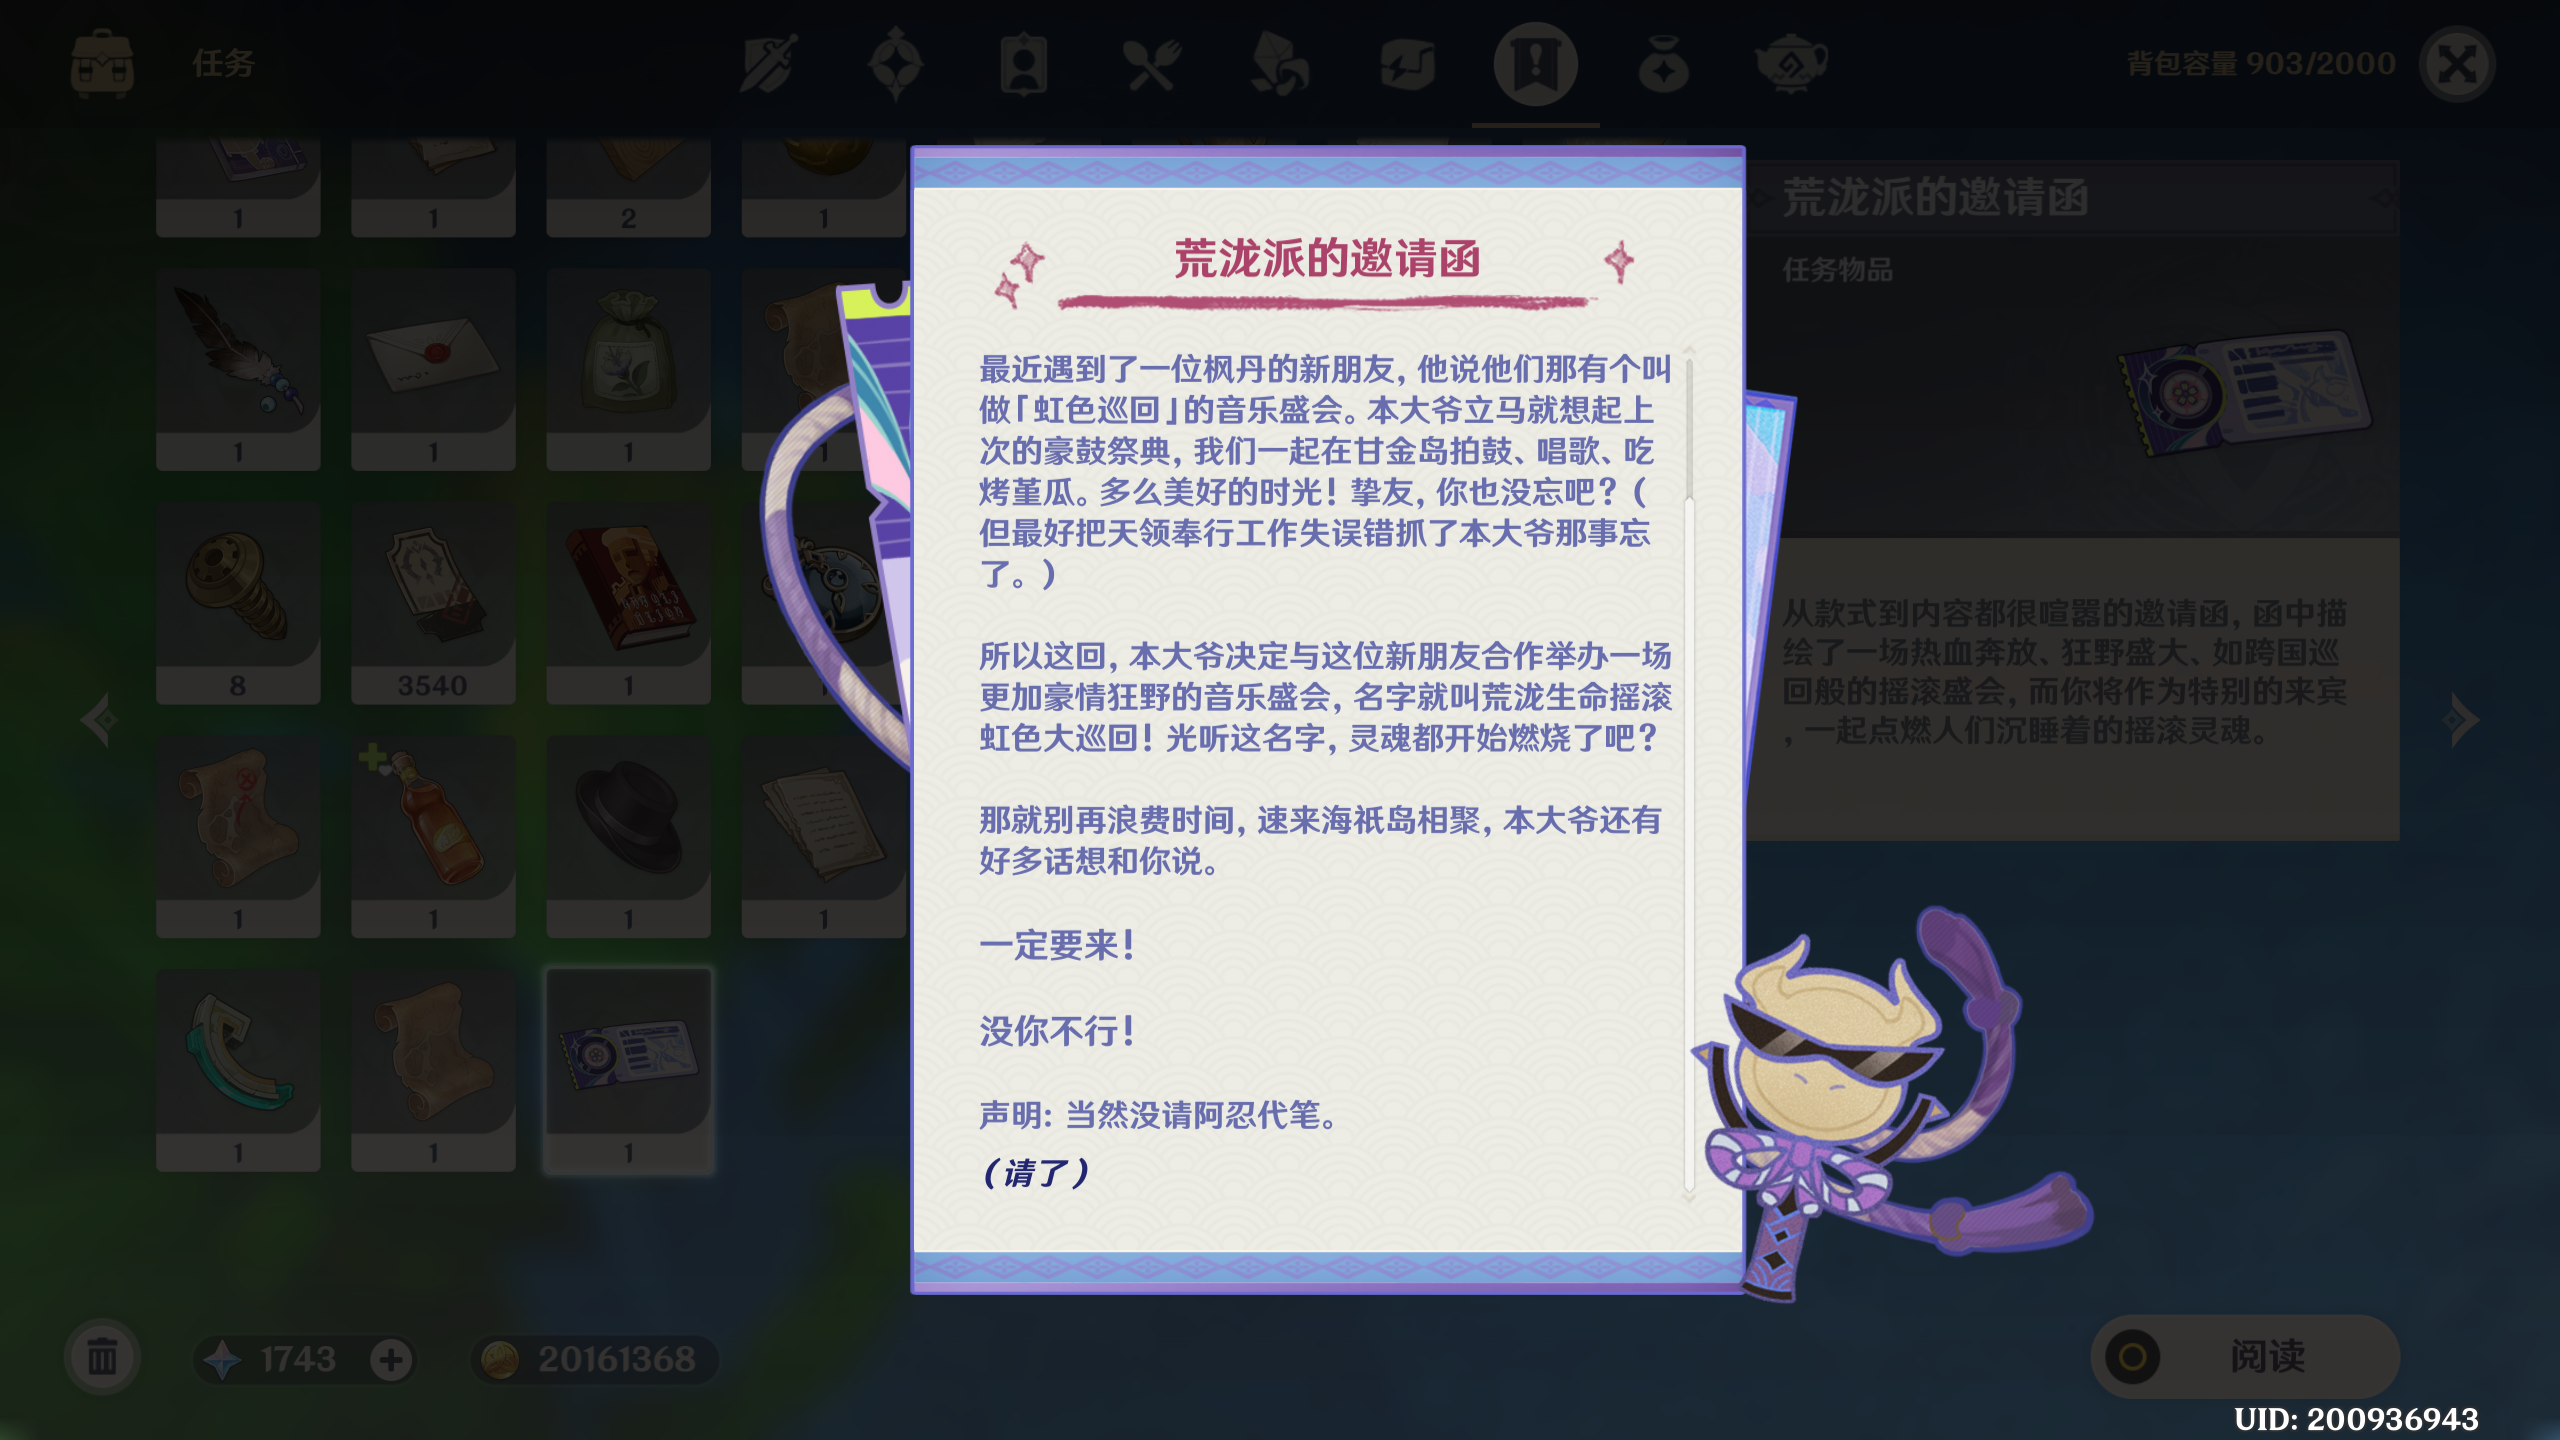 任务
背包容量 903/2000
1
1
2
1
1
1
1
1
8
3540
1
1
1
1
1
1
1
1
1
荒泷派的邀请函
最近遇到了一位枫丹的新朋友，他说他们那有个叫
做「虹色巡回」的音乐盛会。本大爷立马就想起上
次的豪鼓祭典，我们一起在甘金岛拍鼓、唱歌、吃
烤堇瓜。多么美好的时光！挚友，你也没忘吧？（
但最好把天领奉行工作失误错抓了本大爷那事忘
了。）
所以这回，本大爷决定与这位新朋友合作举办一场
更加豪情狂野的音乐盛会，名字就叫荒泷生命摇滚
虹色大巡回！光听这名字，灵魂都开始燃烧了吧？
那就别再浪费时间，速来海祇岛相聚，本大爷还有
好多话想和你说。
一定要来！
没你不行！
声明：当然没请阿忍代笔。
（请了）
荒泷派的邀请函
任务物品
从款式到内容都很喧嚣的邀请函，函中描
绘了一场热血奔放、狂野盛大、如跨国巡
回般的摇滚盛会，而你将作为特别的来宾
，一起点燃人们沉睡着的摇滚灵魂。
1743
20161368
阅读
UID: 200936943